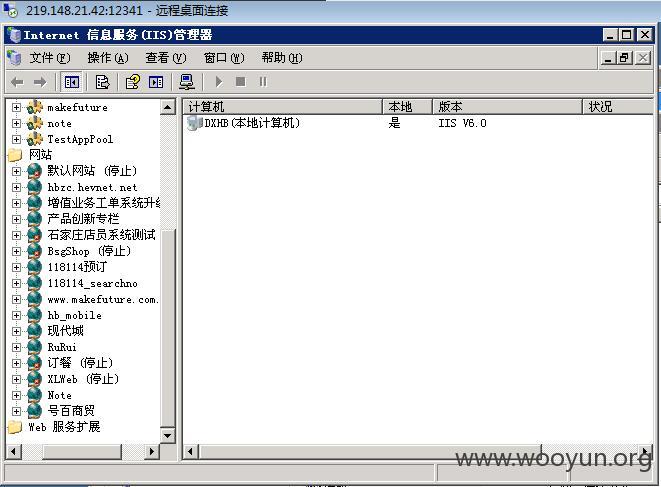 219.148.21.42:12341 - 远程桌面连接
Internet 信息服务(IIS)管理器
文件(F) 操作(A) 查看(V) 窗口(W) 帮助(H)
计算机 本地 版本 状况
DXHB(本地计算机) 是 IIS V6.0
makefuture
note
TestAppPool
网站
默认网站 (停止)
hbzc.hevnet.net
增值业务工单系统升级
产品创新专栏
石家庄店员系统测试
BsgShop (停止)
118114预订
118114_searchno
www.makefuture.com.
hb_mobile
现代城
RuRui
订餐 (停止)
XLWeb (停止)
Note
号百商贸
Web 服务扩展
www.wooyun.org